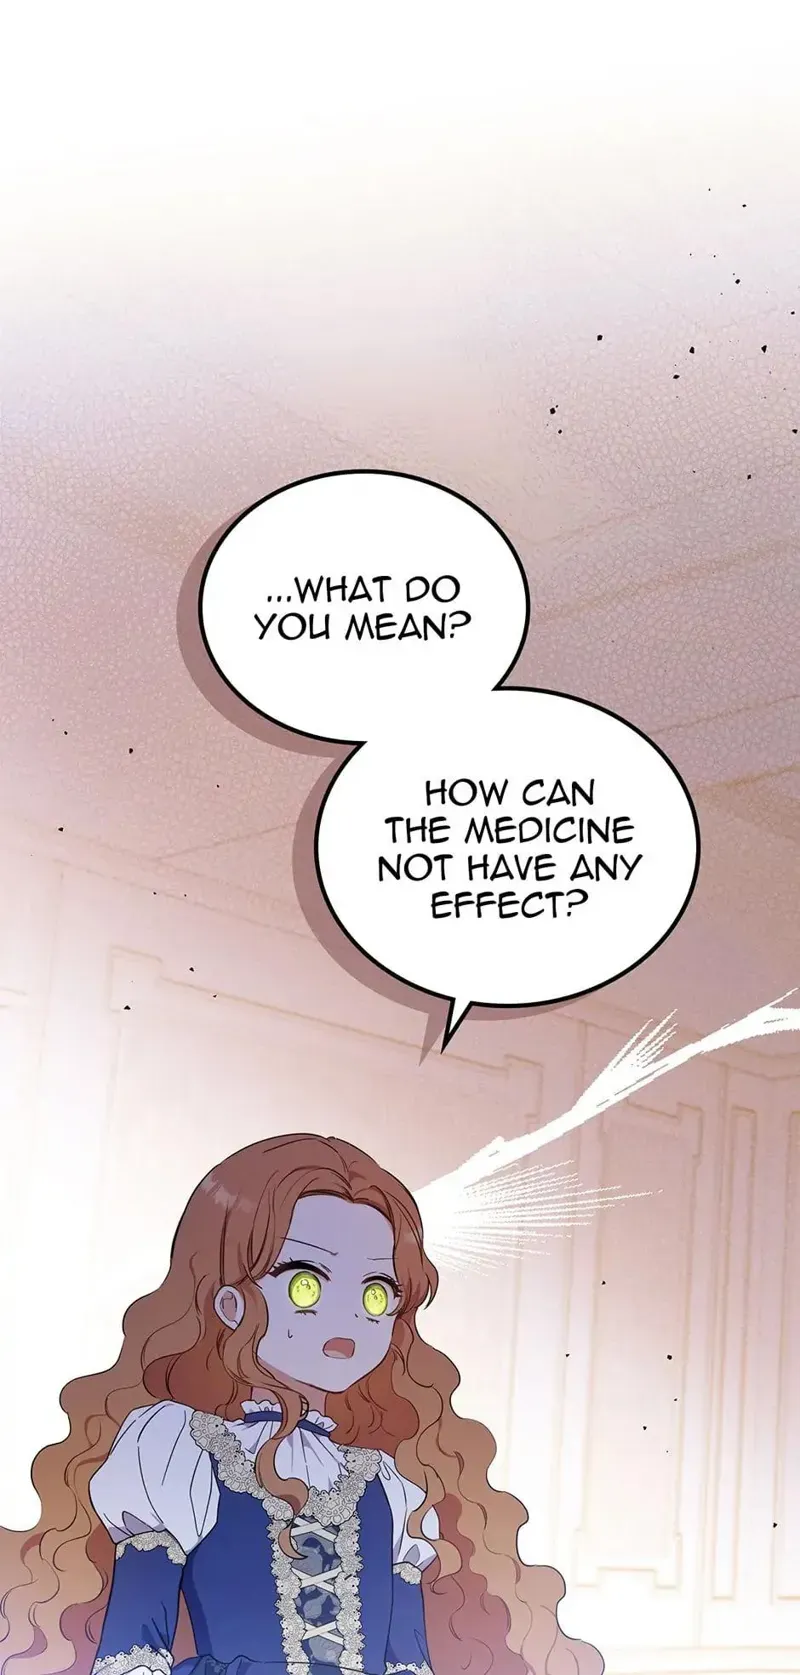 ...WHAT DO
YOU MEAN?
HOW CAN
THE MEDICINE
NOT HAVE ANY
EFFECT?